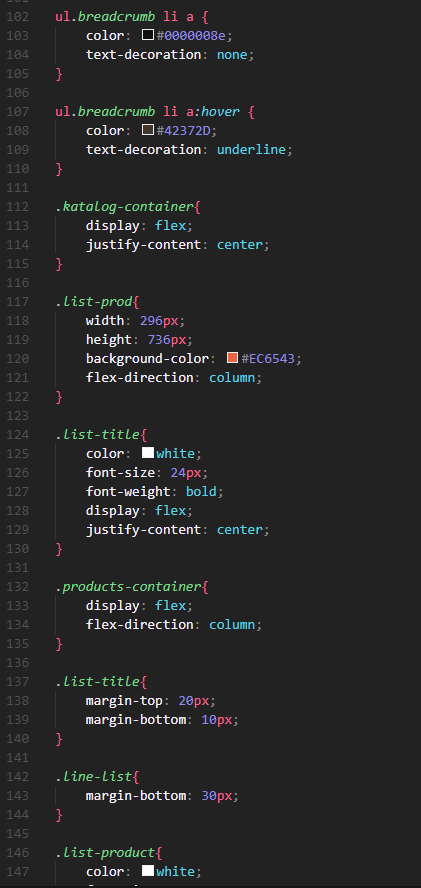 102 ul.breadcrumb li a {
103 color: #0000008e;
104 text-decoration: none;
105 }
106
107 ul.breadcrumb li a:hover {
108 color: #42372D;
109 text-decoration: underline;
110 }
111
112 .katalog-container{
113 display: flex;
114 justify-content: center;
115 }
116
117 .list-prod{
118 width: 296px;
119 height: 736px;
120 background-color: #EC6543;
121 flex-direction: column;
122 }
123
124 .list-title{
125 color: white;
126 font-size: 24px;
127 font-weight: bold;
128 display: flex;
129 justify-content: center;
130 }
131
132 .products-container{
133 display: flex;
134 flex-direction: column;
135 }
136
137 .list-title{
138 margin-top: 20px;
139 margin-bottom: 10px;
140 }
141
142 .line-list{
143 margin-bottom: 30px;
144 }
145
146 .list-product{
147 color: white;